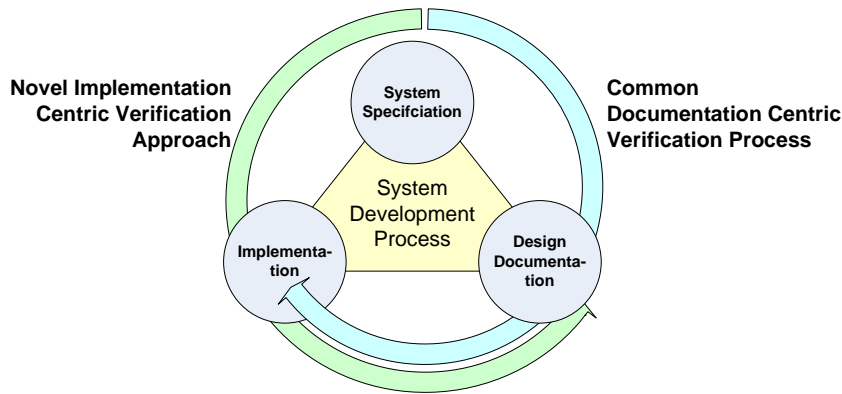 Novel Implementation
Centric Verification
Approach
System
Specifciation
Common
Documentation Centric
Verification Process
System
Development
Process
Implementa-
tion
Design
Documenta-
tion